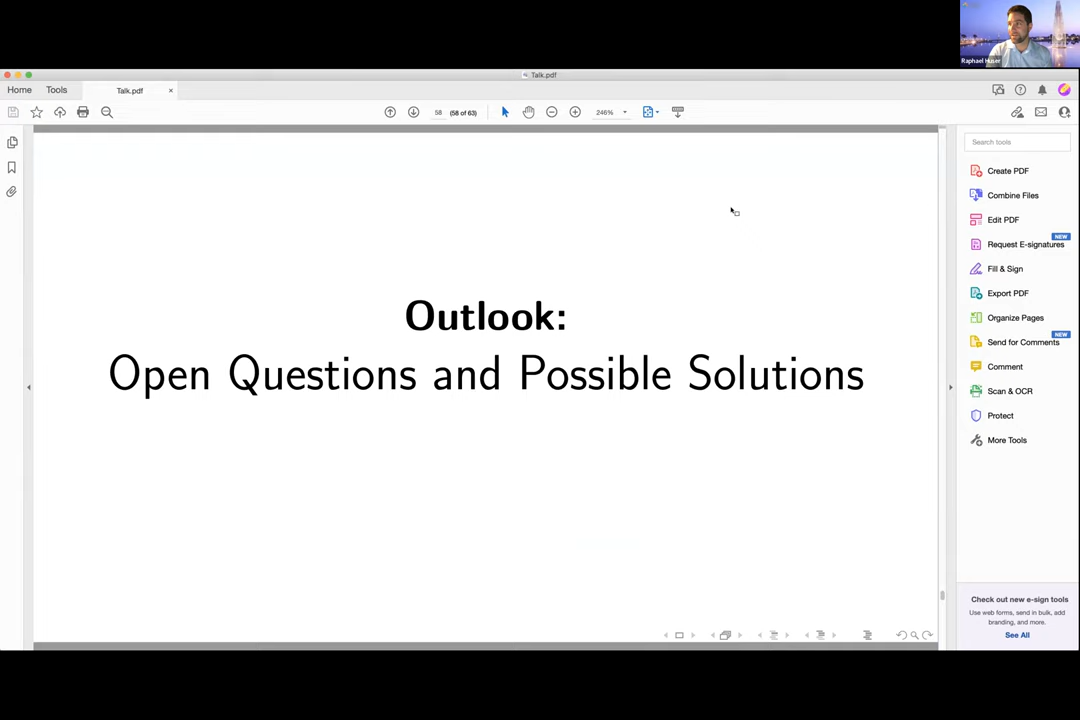 Raphael Huser
Talk.pdf
Home
Tools
Talk.pdf
58
(58 of 63)
246%
Search tools
Create PDF
Combine Files
Edit PDF
NEW
Request E-signatures
Fill & Sign
Export PDF
Organize Pages
NEW
Send for Comments
Comment
Scan & OCR
Protect
More Tools
Outlook:
Open Questions and Possible Solutions
Check out new e-sign tools
Use web forms, send in bulk, add
branding, and more.
See All